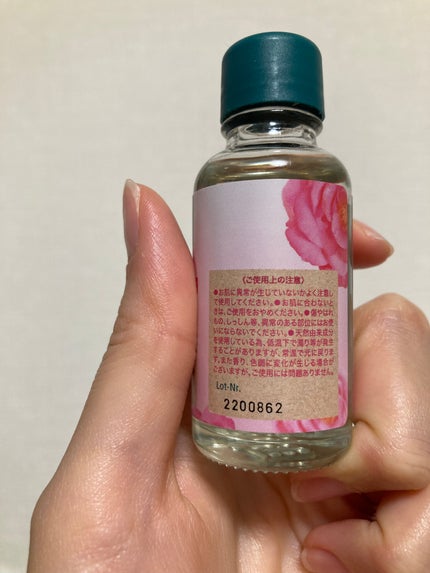 〈ご使用上の注意〉
●お肌に異常が生じていないかよく注意し
て使用してください。●お肌に合わないと
きは、ご使用をおやめください。●傷やはれ
もの、しっしん等、異常のある部位にはお使
いにならないでください。●天然由来成分
を使用している為、低温下で濁り等が発生
することがありますが、常温で元に戻りま
す。また香り、色調に変化が生じる場合が
ございますが、ご使用には問題ありません。
Lot-Nr.
2200862